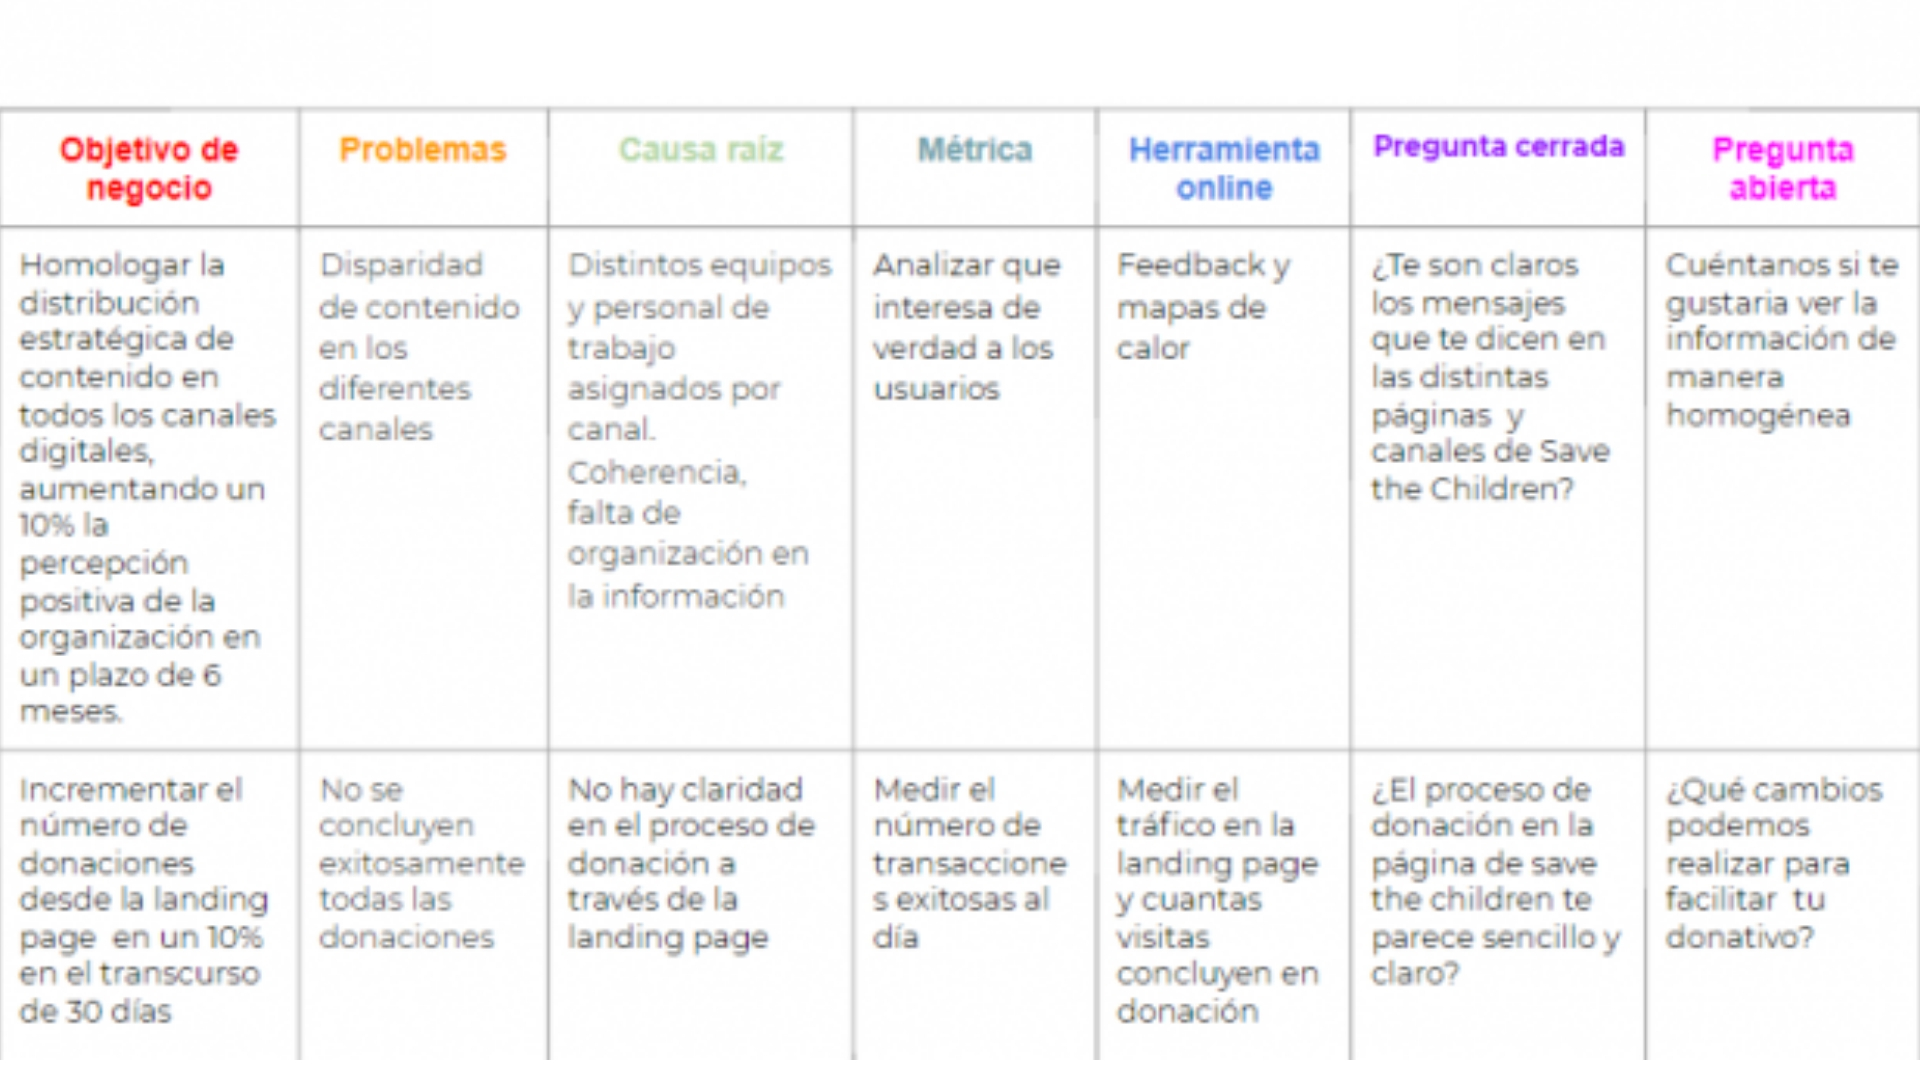 Objetivo de
negocio
Problemas
Causa raíz
Métrica
Herramienta
online
Pregunta cerrada
Pregunta
abierta
Homologar la
distribución
estratégica de
contenido en
todos los canales
digitales,
aumentando un
10% la
percepción
positiva de la
organización en
un plazo de 6
meses.
Disparidad
de contenido
en los
diferentes
canales
Distintos equipos
y personal de
trabajo
asignados por
canal.
Coherencia,
falta de
organización en
la información
Analizar que
interesa de
verdad a los
usuarios
Feedback y
mapas de
calor
¿Te son claros
los mensajes
que te dicen en
las distintas
páginas y
canales de Save
the Children?
Cuéntanos si te
gustaria ver la
información de
manera
homogénea
Incrementar el
número de
donaciones
desde la landing
page en un 10%
en el transcurso
de 30 días
No se
concluyen
exitosamente
todas las
donaciones
No hay claridad
en el proceso de
donación a
través de la
landing page
Medir el
número de
transaccione
s exitosas al
día
Medir el
tráfico en la
landing page
y cuantas
visitas
concluyen en
donación
¿El proceso de
donación en la
página de save
the children te
parece sencillo y
claro?
¿Qué cambios
podemos
realizar para
facilitar tu
donativo?